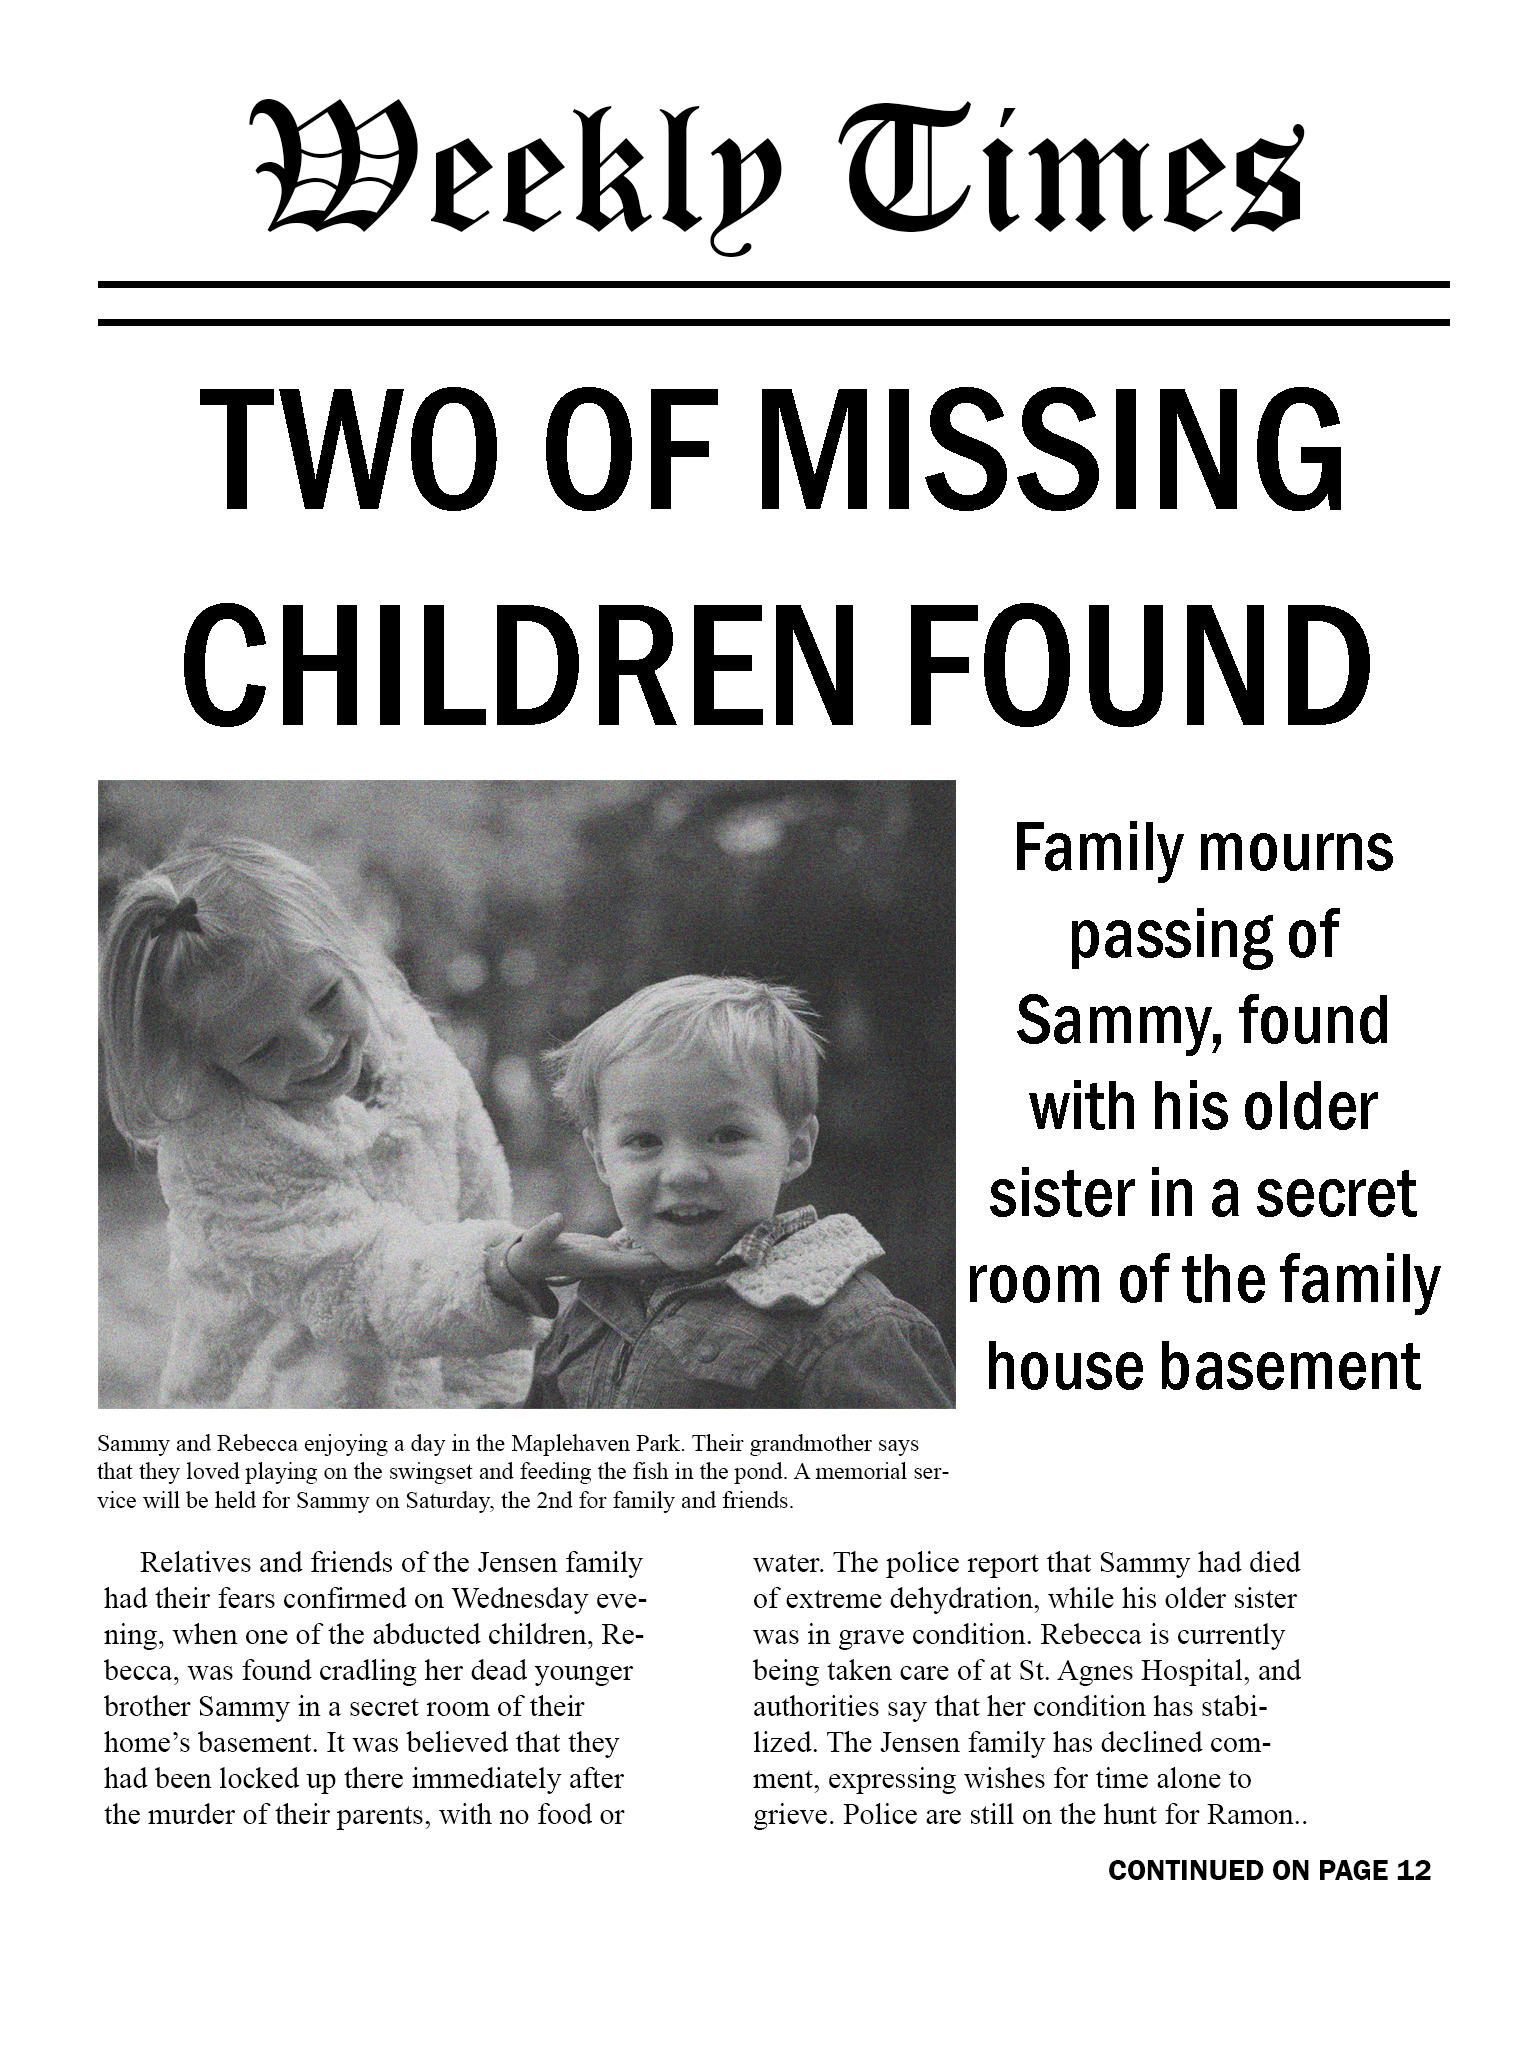 Weekly Times
TWO OF MISSING
CHILDREN FOUND
Family mourns
passing of
Sammy, found
with his older
sister in a secret
room of the family
house basement
Sammy and Rebecca enjoying a day in the Maplehaven Park. Their grandmother says
that they loved playing on the swingset and feeding the fish in the pond. A memorial ser-
vice will be held for Sammy on Saturday, the 2nd for family and friends.
Relatives and friends of the Jensen family
had their fears confirmed on Wednesday eve-
ning, when one of the abducted children, Re-
becca, was found cradling her dead younger
brother Sammy in a secret room of their
home’s basement. It was believed that they
had been locked up there immediately after
the murder of their parents, with no food or
water. The police report that Sammy had died
of extreme dehydration, while his older sister
was in grave condition. Rebecca is currently
being taken care of at St. Agnes Hospital, and
authorities say that her condition has stabi-
lized. The Jensen family has declined com-
ment, expressing wishes for time alone to
grieve. Police are still on the hunt for Ramon..
CONTINUED ON PAGE 12